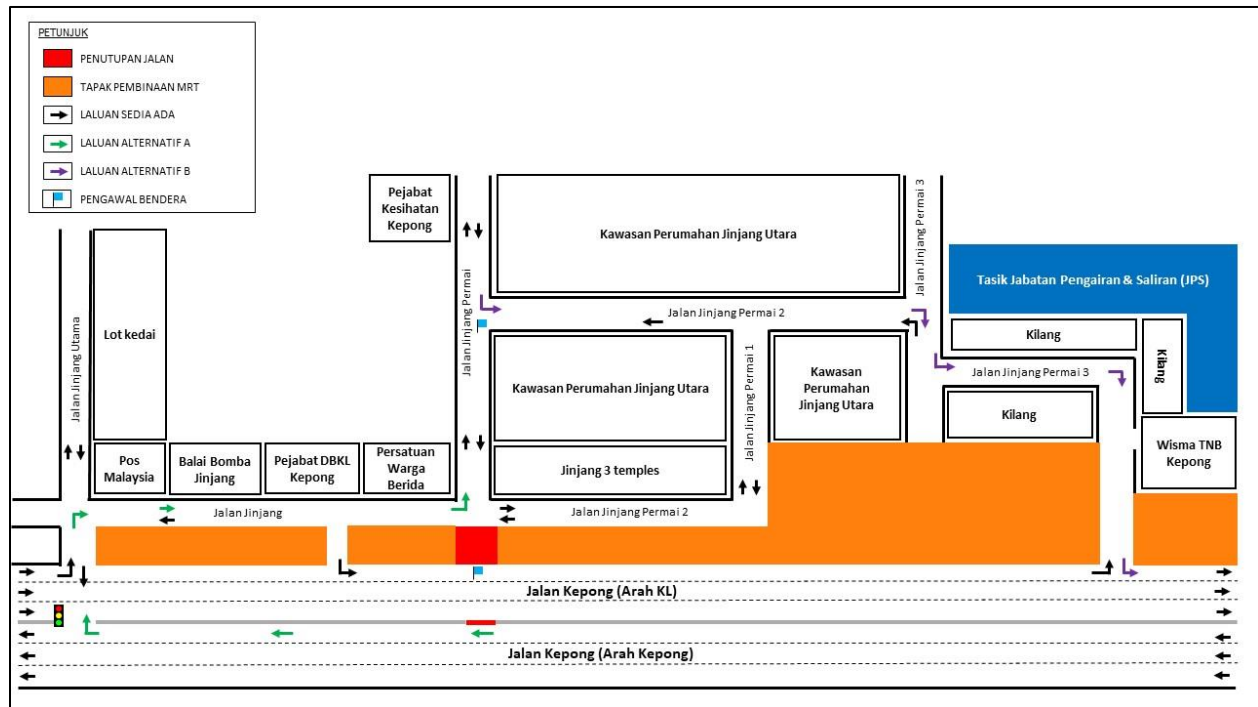 PETUNJUK
PENUTUPAN JALAN
TAPAK PEMBINAAN MRT
LALUAN SEDIA ADA
LALUAN ALTERNATIF A
LALUAN ALTERNATIF B
PENGAWAL BENDERA
Pejabat
Kesihatan
Kepong
Kawasan Perumahan Jinjang Utara
Jalan Jinjang Permai 3
Tasik Jabatan Pengairan & Saliran (JPS)
Lot kedai
Jalan Jinjang Utama
Jalan Jinjang Permai
Jalan Jinjang Permai 2
Kilang
Kilang
Kawasan Perumahan Jinjang Utara
Jalan Jinjang Permai 1
Kawasan
Perumahan
Jinjang Utara
Jalan Jinjang Permai 3
Kilang
Pos
Malaysia
Balai Bomba
Jinjang
Pejabat DBKL
Kepong
Persatuan
Warga
Berida
Jinjang 3 temples
Wisma TNB
Kepong
Jalan Jinjang
Jalan Jinjang Permai 2
Jalan Kepong (Arah KL)
Jalan Kepong (Arah Kepong)